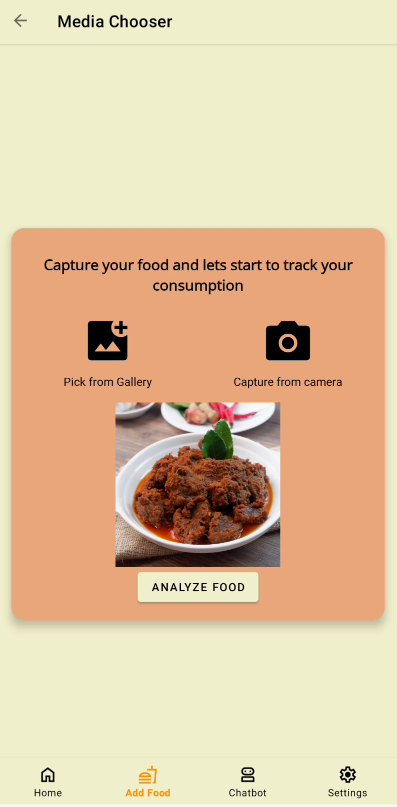 Media Chooser
Capture your food and lets start to track your
consumption
Pick from Gallery
Capture from camera
ANALYZE FOOD
Home
Add Food
Chatbot
Settings